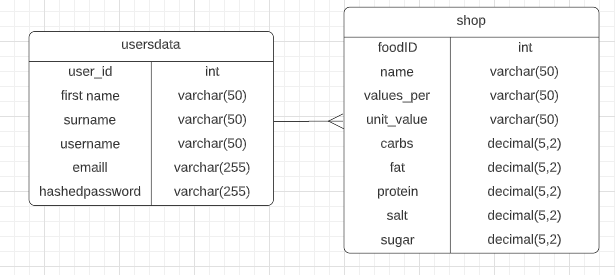 usersdata
user_id int
first name varchar(50)
surname varchar(50)
username varchar(50)
emaill varchar(255)
hashedpassword varchar(255)
shop
foodID int
name varchar(50)
values_per varchar(50)
unit_value varchar(50)
carbs decimal(5,2)
fat decimal(5,2)
protein decimal(5,2)
salt decimal(5,2)
sugar decimal(5,2)